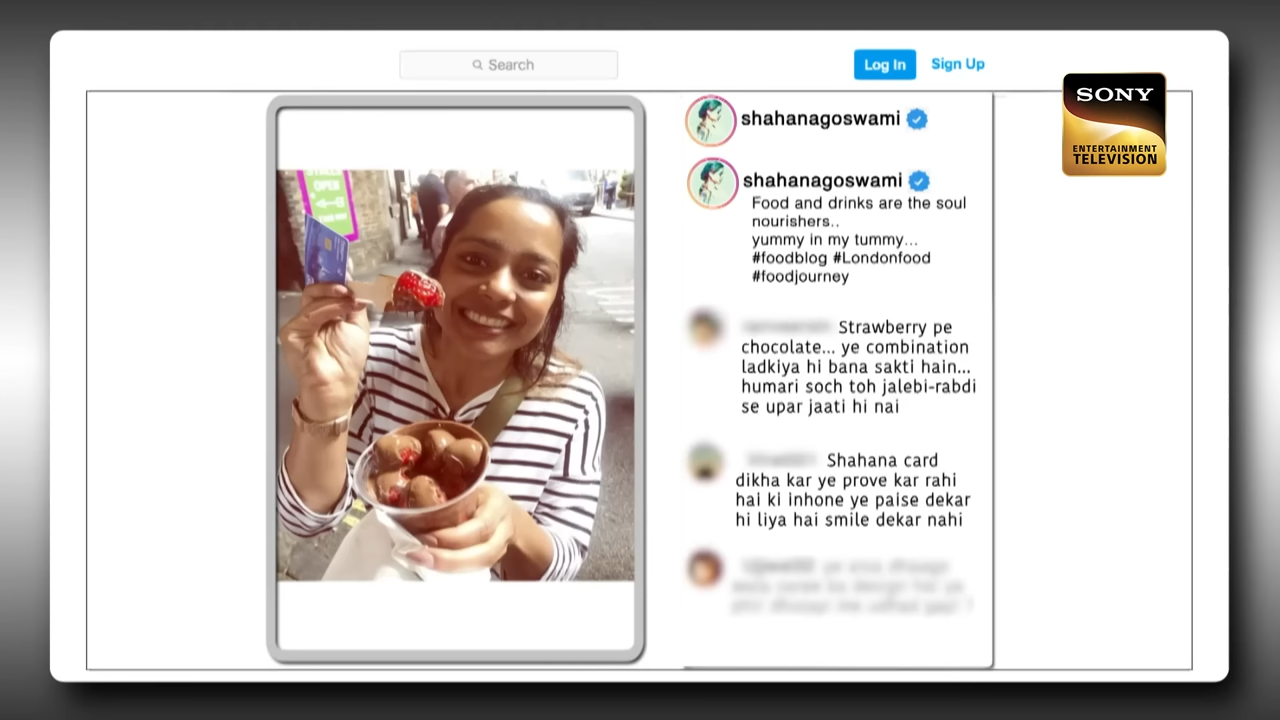 Search
Log In
Sign Up
SONY
ENTERTAINMENT
TELEVISION
OPEN
shahanagoswami
shahanagoswami
Food and drinks are the soul
nourishers..
yummy in my tummy...
#foodblog #Londonfood
#foodjourney
Strawberry pe
chocolate... ye combination
ladkiya hi bana sakti hain...
humari soch toh jalebi-rabdi
se upar jaati hi nai
Shahana card
dikha kar ye prove kar rahi
hai ki inhone ye paise dekar
hi liya hai smile dekar nahi